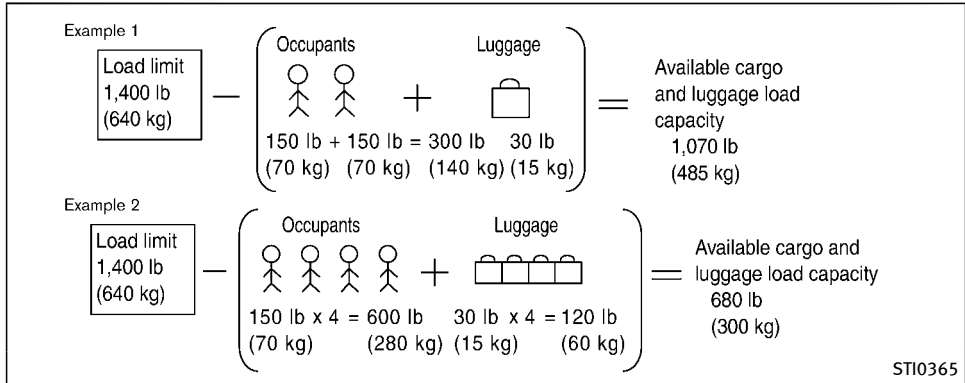 Example 1
Load limit
1,400 lb
(640 kg)
Occupants
Luggage
150 lb + 150 lb = 300 lb 30 lb
(70 kg) (70 kg) (140 kg) (15 kg)
Available cargo
and luggage load
capacity
1,070 lb
(485 kg)
Example 2
Load limit
1,400 lb
(640 kg)
Occupants
Luggage
150 lb x 4 = 600 lb 30 lb x 4 = 120 lb
(70 kg) (280 kg) (15 kg) (60 kg)
Available cargo and
luggage load capacity
680 lb
(300 kg)
STI0365